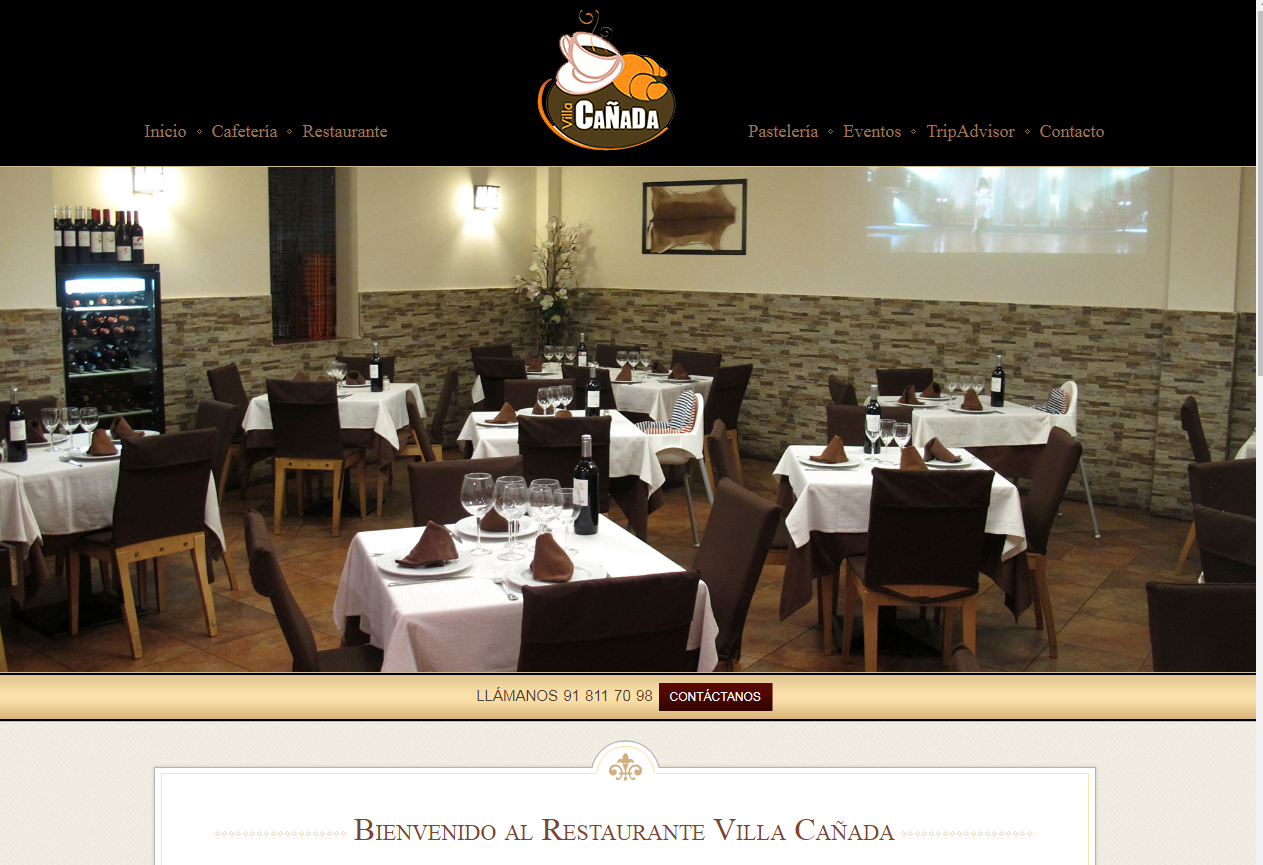 Villa
CAÑADA
Inicio Cafetería Restaurante
Pastelería Eventos TripAdvisor Contacto
LLÁMANOS 91 811 70 98 CONTÁCTANOS
BIENVENIDO AL RESTAURANTE VILLA CAÑADA